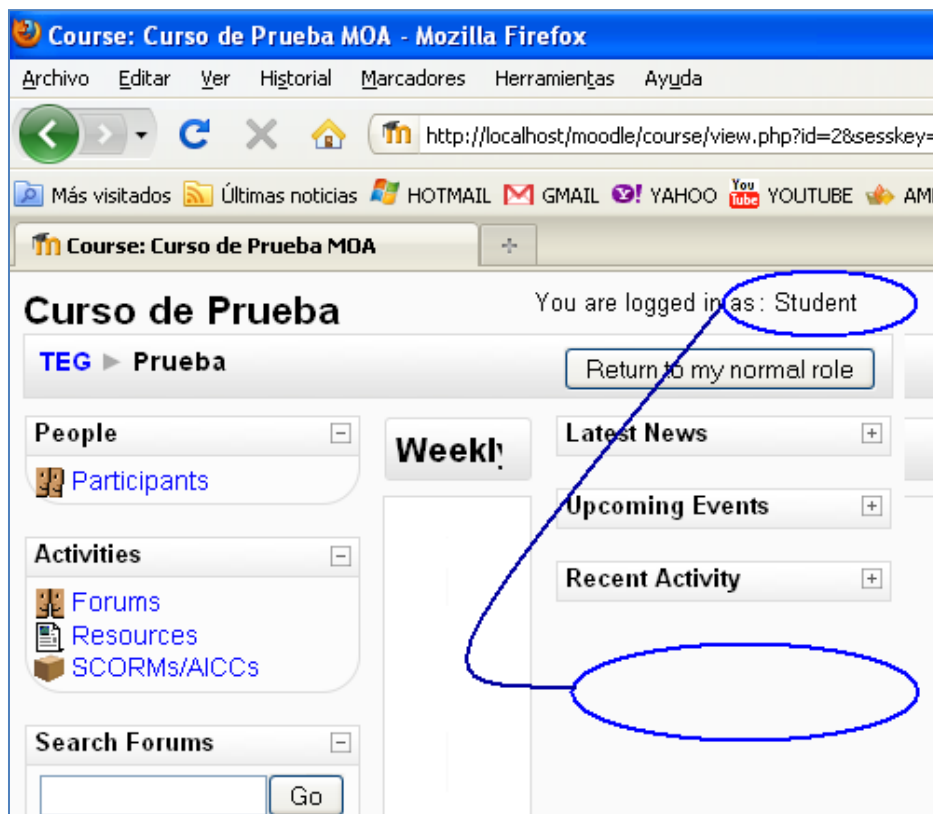 Course: Curso de Prueba MOA - Mozilla Firefox
Archivo Editar Ver Historial Marcadores Herramientas Ayuda
http://localhost/moodle/course/view.php?id=2&sesskey=
Más visitados Últimas noticias HOTMAIL GMAIL YAHOO You Tube YOUTUBE
Course: Curso de Prueba MOA
Curso de Prueba
You are logged in as : Student
TEG Prueba
Return to my normal role
People
Participants
Activities
Forums
Resources
SCORMs/AICCs
Search Forums
Go
Weekly
Latest News
Upcoming Events
Recent Activity